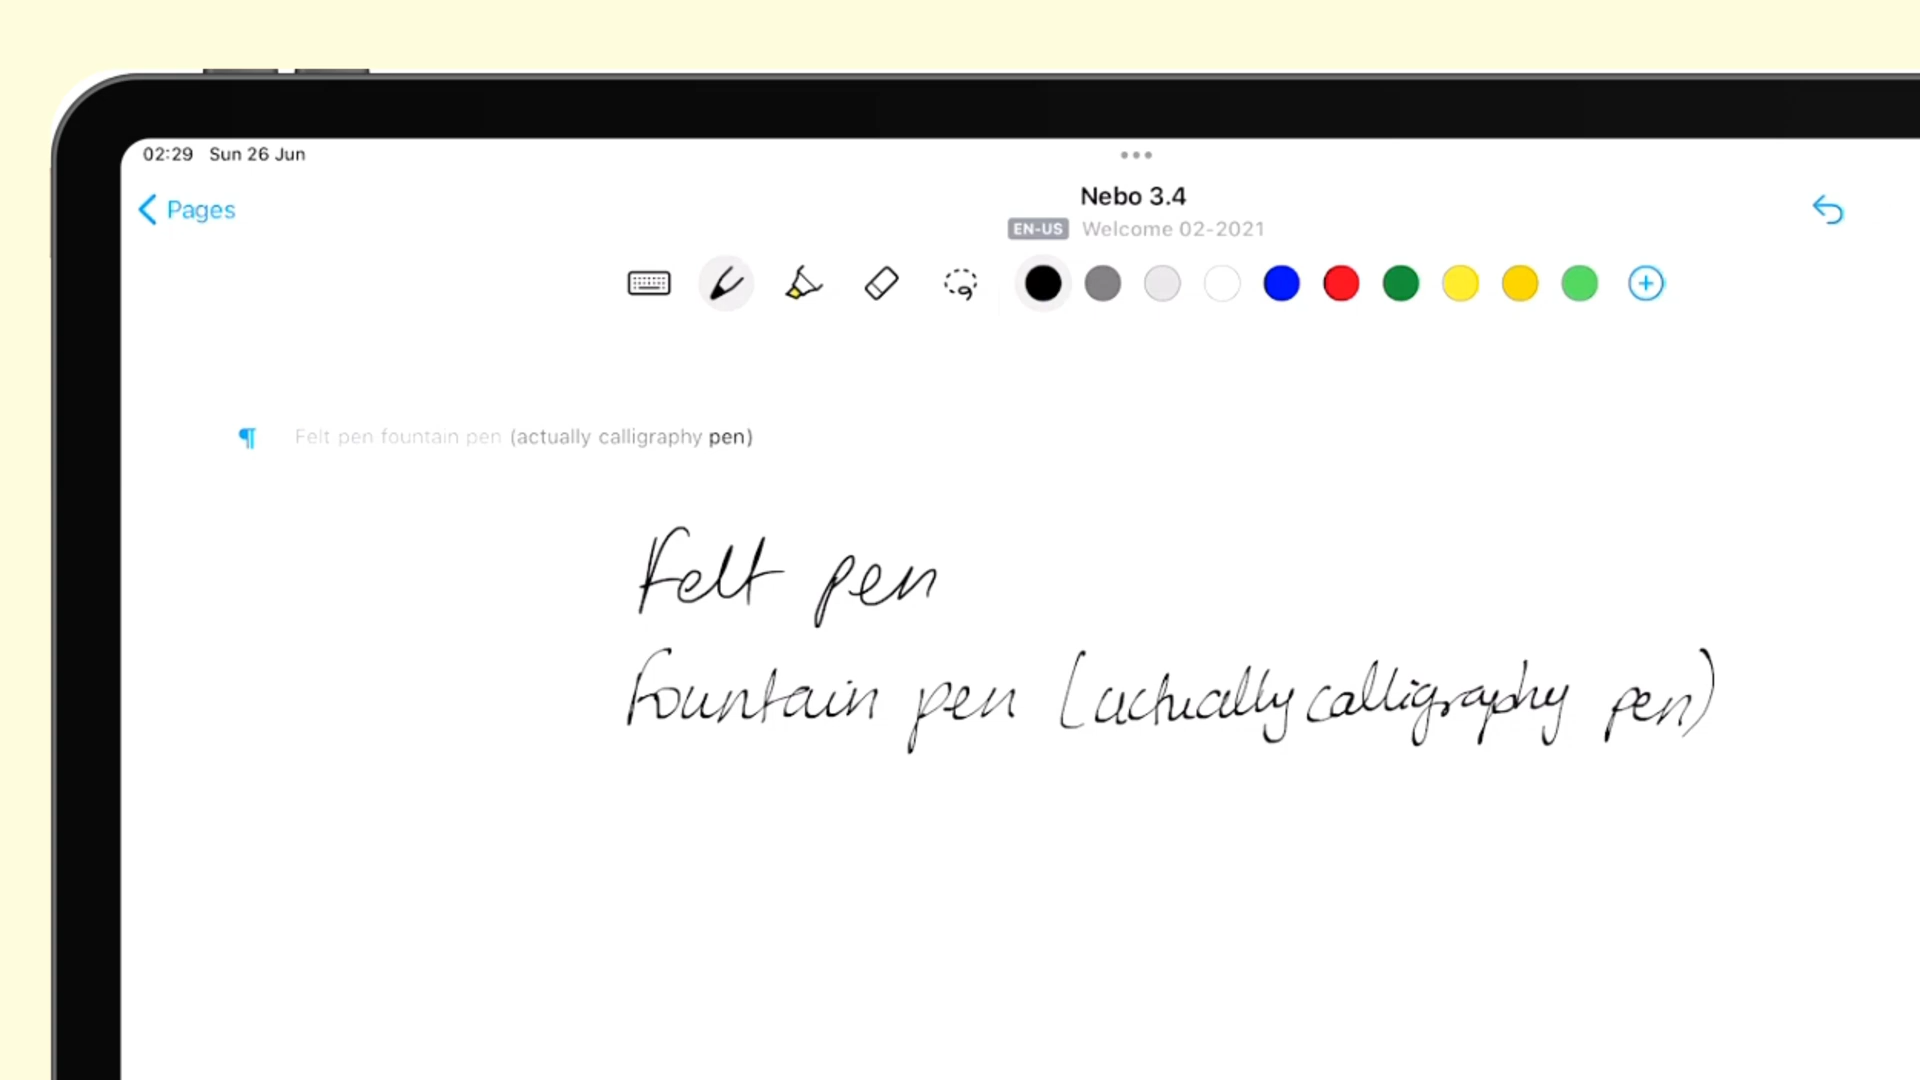 02:29 Sun 26 Jun
Pages
Nebo 3.4
EN-US Welcome 02-2021
Felt pen fountain pen (actually calligraphy pen)
Felt pen
fountain pen (actually calligraphy pen)